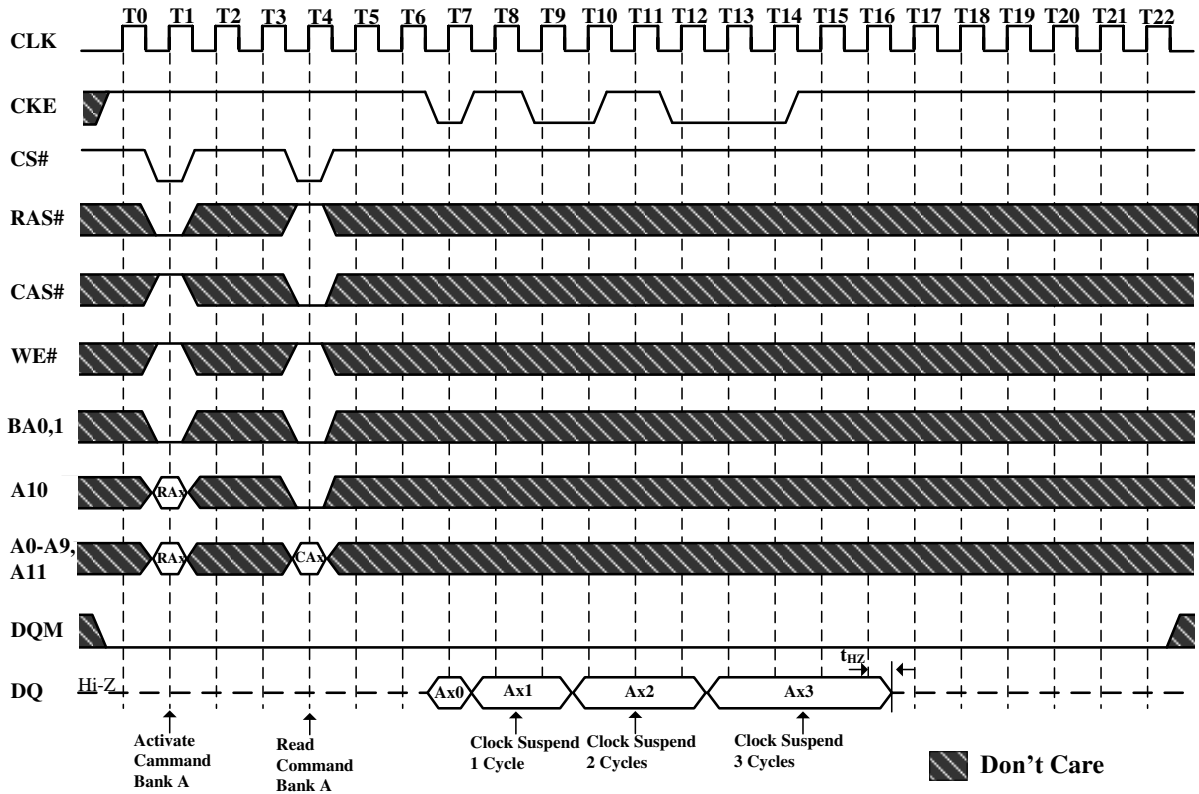 T0 T1 T2 T3 T4 T5 T6 T7 T8 T9 T10 T11 T12 T13 T14 T15 T16 T17 T18 T19 T20 T21 T22
CLK
CKE
CS#
RAS#
CAS#
WE#
BA0,1
A10
RAx
A0-A9,
A11
RAx
CAx
DQM
tHZ
DQ
Hi-Z
Ax0
Ax1
Ax2
Ax3
Activate
Cammand
Bank A
Read
Command
Bank A
Clock Suspend
1 Cycle
Clock Suspend
2 Cycles
Clock Suspend
3 Cycles
Don't Care